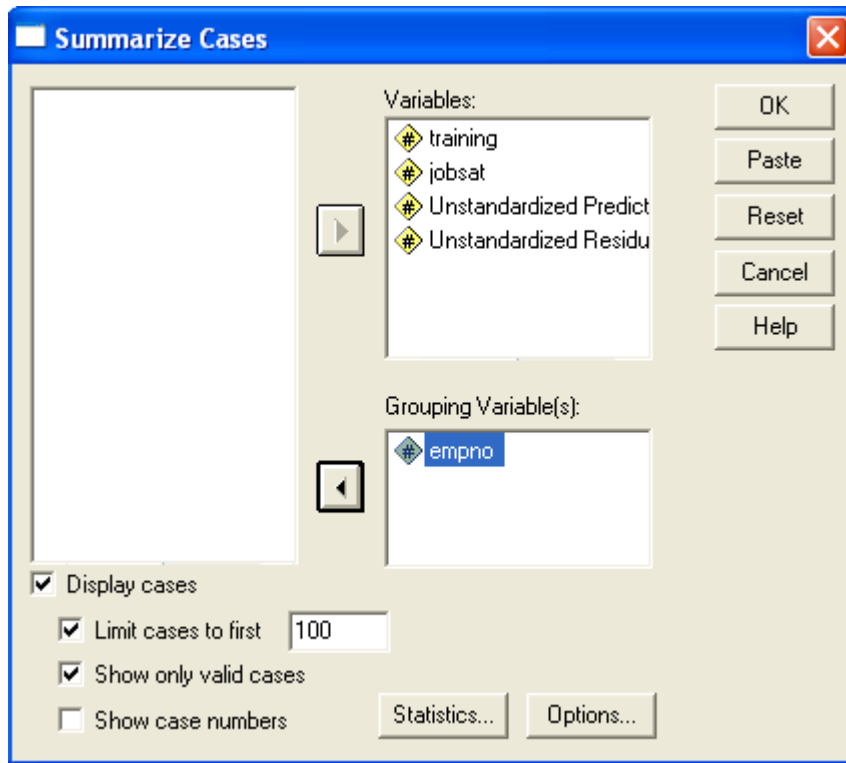 Summarize Cases
Variables:
# training
# jobsat
# Unstandardized Predict
# Unstandardized Residu
OK
Paste
Reset
Cancel
Help
Grouping Variable(s):
# empno
Display cases
Limit cases to first 100
Show only valid cases
Show case numbers
Statistics...
Options...